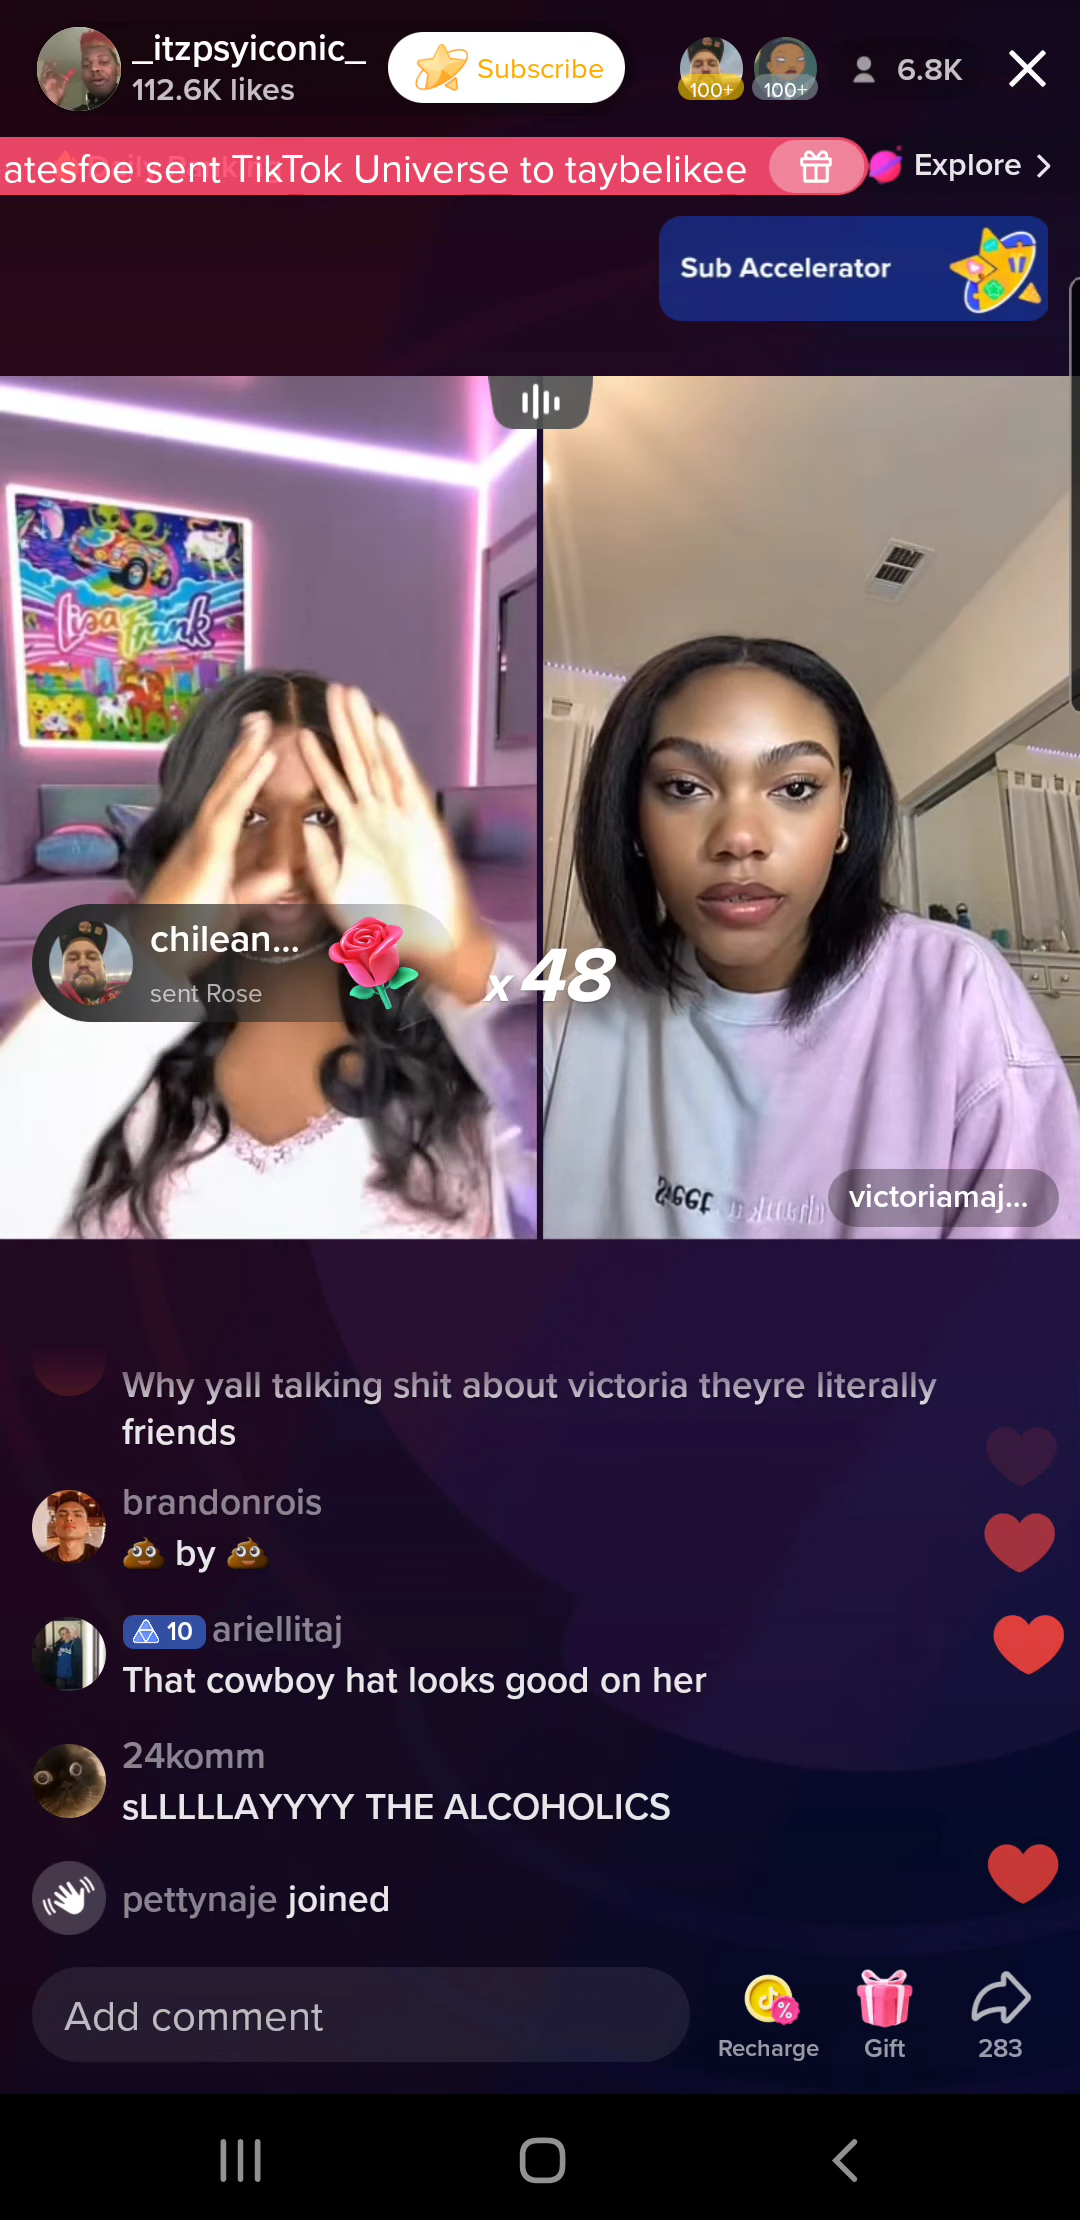 _itzpsyiconic_
112.6K likes
Subscribe
100+
100+
6.8K
atesfoe sent TikTok Universe to taybelikee
Explore
Sub Accelerator
Lisa Frank
chilean...
sent Rose
x 48
Sweet
victoriamaj...
Why yall talking shit about victoria theyre literally
friends
brandonrois
💩 by 💩
10 ariellitaj
That cowboy hat looks good on her
24komm
sLLLLLAYYYY THE ALCOHOLICS
pettynaje joined
Add comment
Recharge
Gift
283